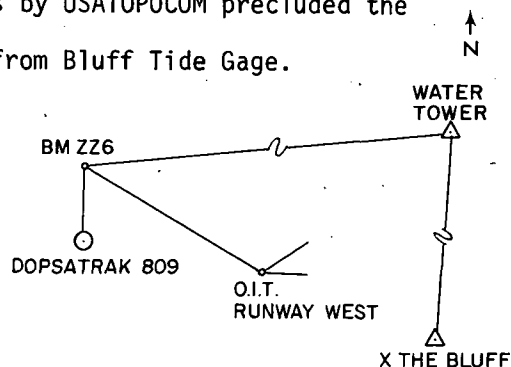 by USATOPOCOM precluded the
from Bluff Tide Gage.
N
WATER
TOWER
BM ZZ6
DOPSATRAK 809
O.I.T.
RUNWAY WEST
X THE BLUFF